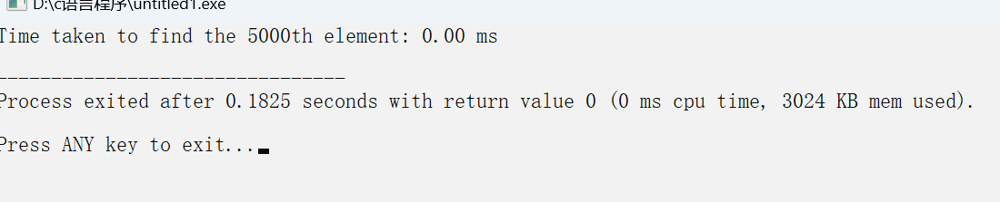 D:\c语言程序\untitled1.exe
Time taken to find the 5000th element: 0.00 ms
--------------------------------
Process exited after 0.1825 seconds with return value 0 (0 ms cpu time, 3024 KB mem used).
Press ANY key to exit...